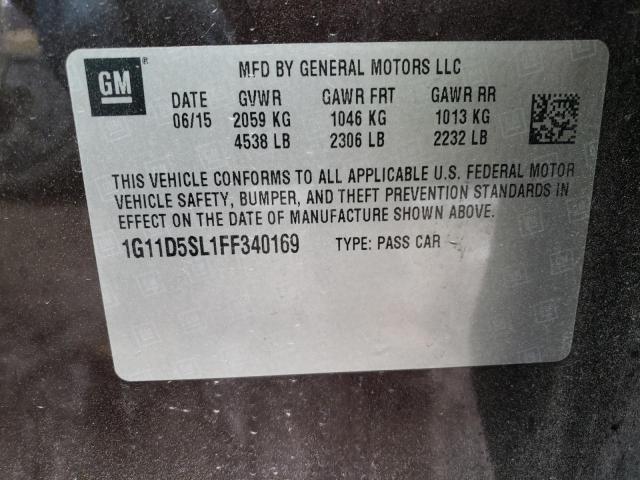 GM ®
MFD BY GENERAL MOTORS LLC
DATE GVWR GAWR FRT GAWR RR
06/15 2059 KG 1046 KG 1013 KG
4538 LB 2306 LB 2232 LB
THIS VEHICLE CONFORMS TO ALL APPLICABLE U.S. FEDERAL MOTOR
VEHICLE SAFETY, BUMPER, AND THEFT PREVENTION STANDARDS IN
EFFECT ON THE DATE OF MANUFACTURE SHOWN ABOVE.
1G11D5SL1FF340169 TYPE: PASS CAR